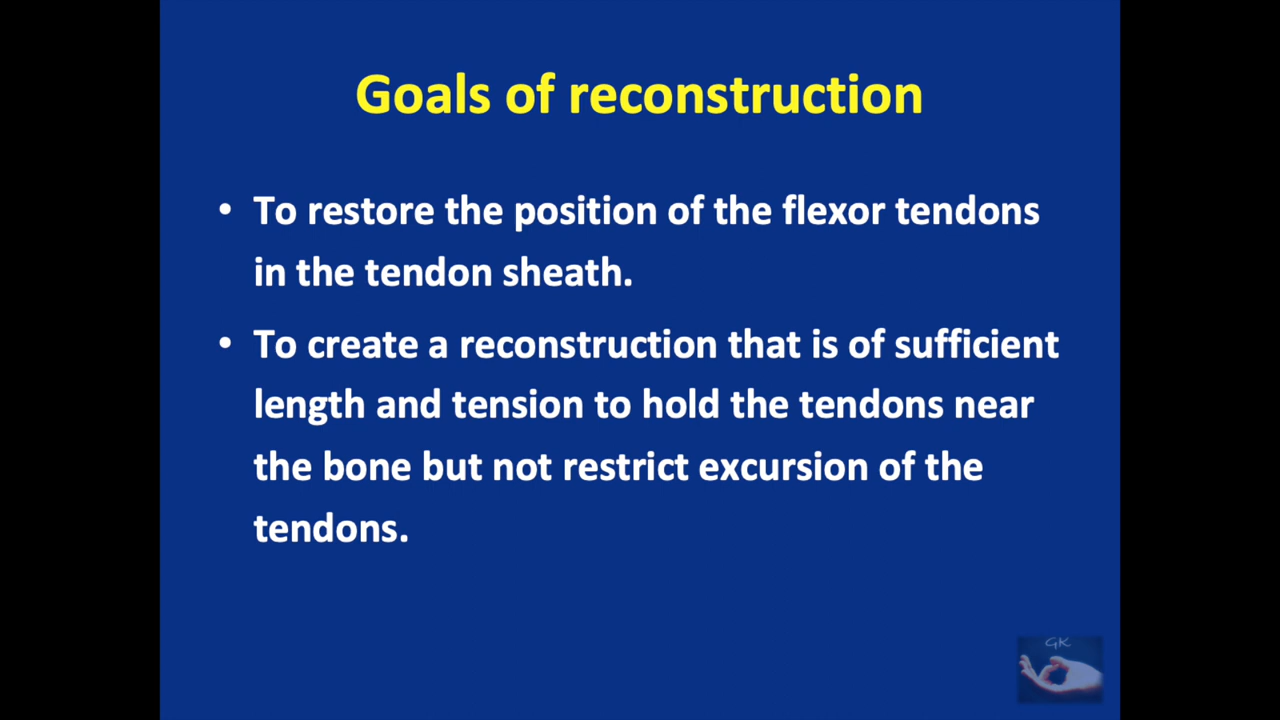 Goals of reconstruction
• To restore the position of the flexor tendons
in the tendon sheath.
• To create a reconstruction that is of sufficient
length and tension to hold the tendons near
the bone but not restrict excursion of the
tendons.
GK